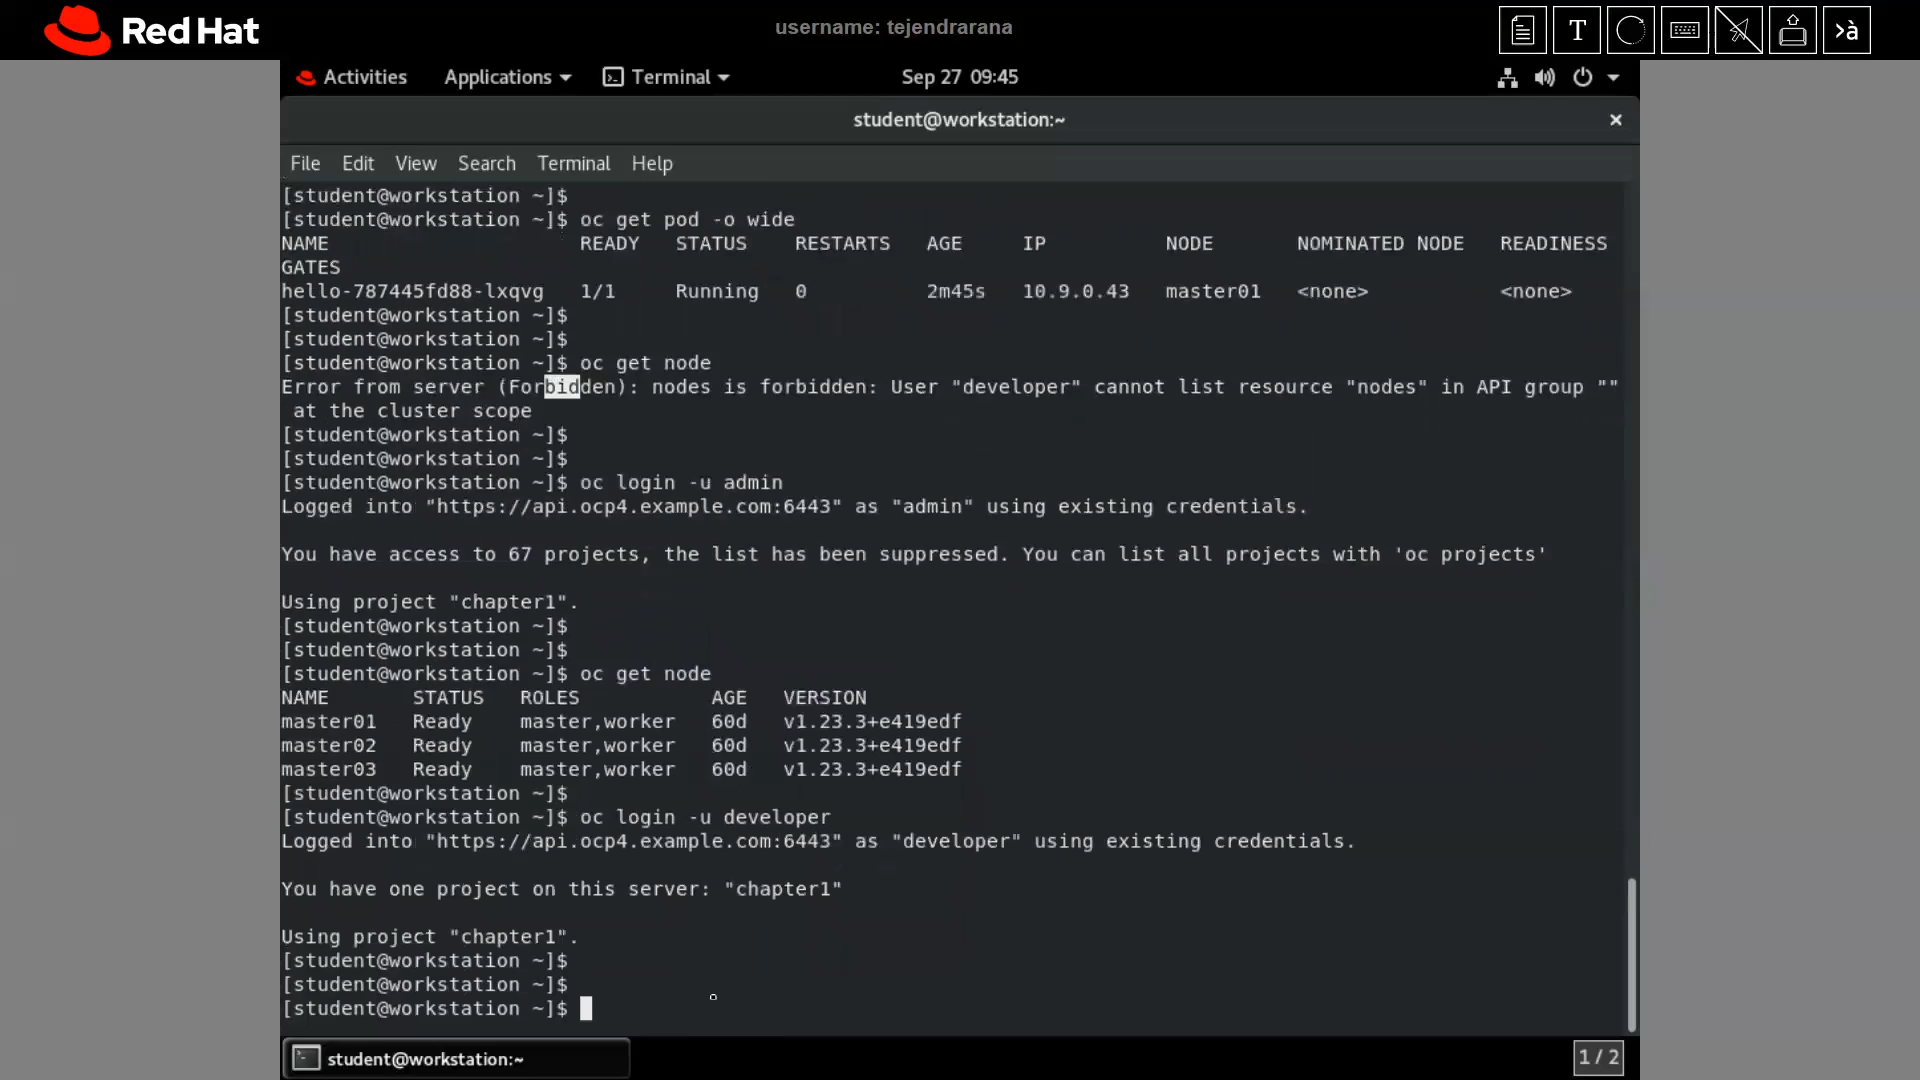 Red Hat
username: tejendrarana
T
>à
Activities Applications Terminal Sep 27 09:45
student@workstation:~ ×
File Edit View Search Terminal Help
[student@workstation ~]$
[student@workstation ~]$ oc get pod -o wide
NAME READY STATUS RESTARTS AGE IP NODE NOMINATED NODE READINESS
GATES
hello-787445fd88-lxqvg 1/1 Running 0 2m45s 10.9.0.43 master01 <none> <none>
[student@workstation ~]$
[student@workstation ~]$
[student@workstation ~]$ oc get node
Error from server (Forbidden): nodes is forbidden: User "developer" cannot list resource "nodes" in API group ""
at the cluster scope
[student@workstation ~]$
[student@workstation ~]$
[student@workstation ~]$ oc login -u admin
Logged into "https://api.ocp4.example.com:6443" as "admin" using existing credentials.
You have access to 67 projects, the list has been suppressed. You can list all projects with 'oc projects'
Using project "chapter1".
[student@workstation ~]$
[student@workstation ~]$
[student@workstation ~]$ oc get node
NAME STATUS ROLES AGE VERSION
master01 Ready master,worker 60d v1.23.3+e419edf
master02 Ready master,worker 60d v1.23.3+e419edf
master03 Ready master,worker 60d v1.23.3+e419edf
[student@workstation ~]$
[student@workstation ~]$ oc login -u developer
Logged into "https://api.ocp4.example.com:6443" as "developer" using existing credentials.
You have one project on this server: "chapter1"
Using project "chapter1".
[student@workstation ~]$
[student@workstation ~]$
[student@workstation ~]$
student@workstation:~ 1 / 2